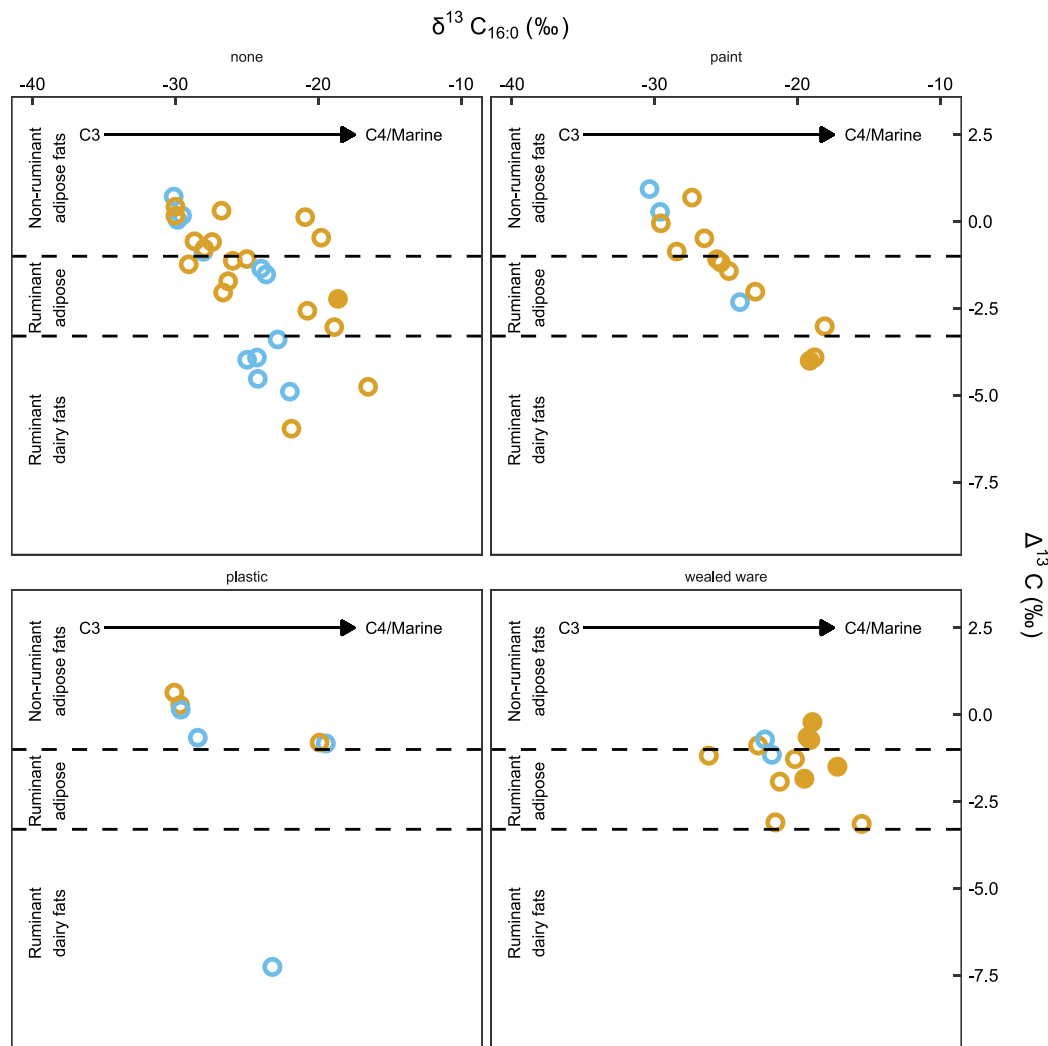 δ¹³ C₁₆:₀ (‰)
none
paint
-40 -30 -20 -10
-40 -30 -20 -10
C3 C4/Marine
C3 C4/Marine
Non-ruminant
adipose fats
Ruminant
adipose
Ruminant
dairy fats
Non-ruminant
adipose fats
Ruminant
adipose
Ruminant
dairy fats
2.5
0.0
-2.5
-5.0
-7.5
Δ¹³ C (‰)
plastic
wealed ware
C3 C4/Marine
C3 C4/Marine
Non-ruminant
adipose fats
Ruminant
adipose
Ruminant
dairy fats
Non-ruminant
adipose fats
Ruminant
adipose
Ruminant
dairy fats
2.5
0.0
-2.5
-5.0
-7.5